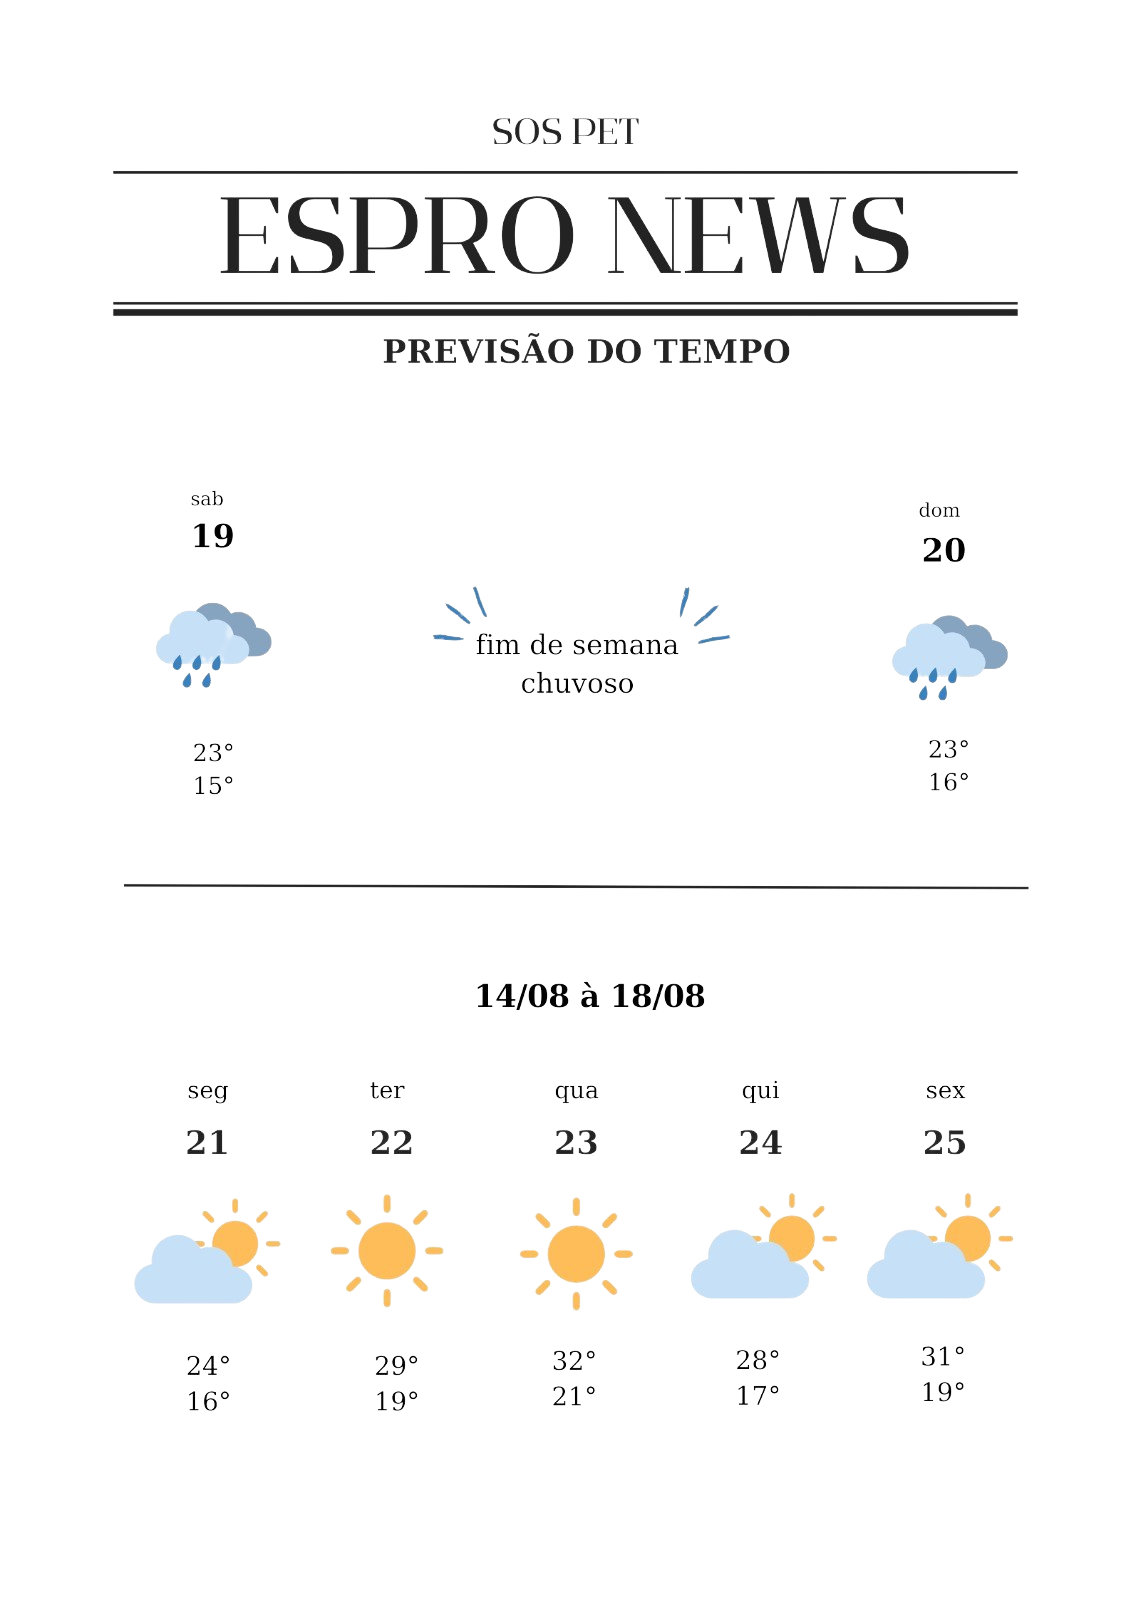 SOS PET
ESPRO NEWS
PREVISÃO DO TEMPO
sab
19
dom
20
fim de semana
chuvoso
23°
15°
23°
16°
14/08 à 18/08
seg ter qua qui sex
21 22 23 24 25
24° 29° 32° 28° 31°
16° 19° 21° 17° 19°